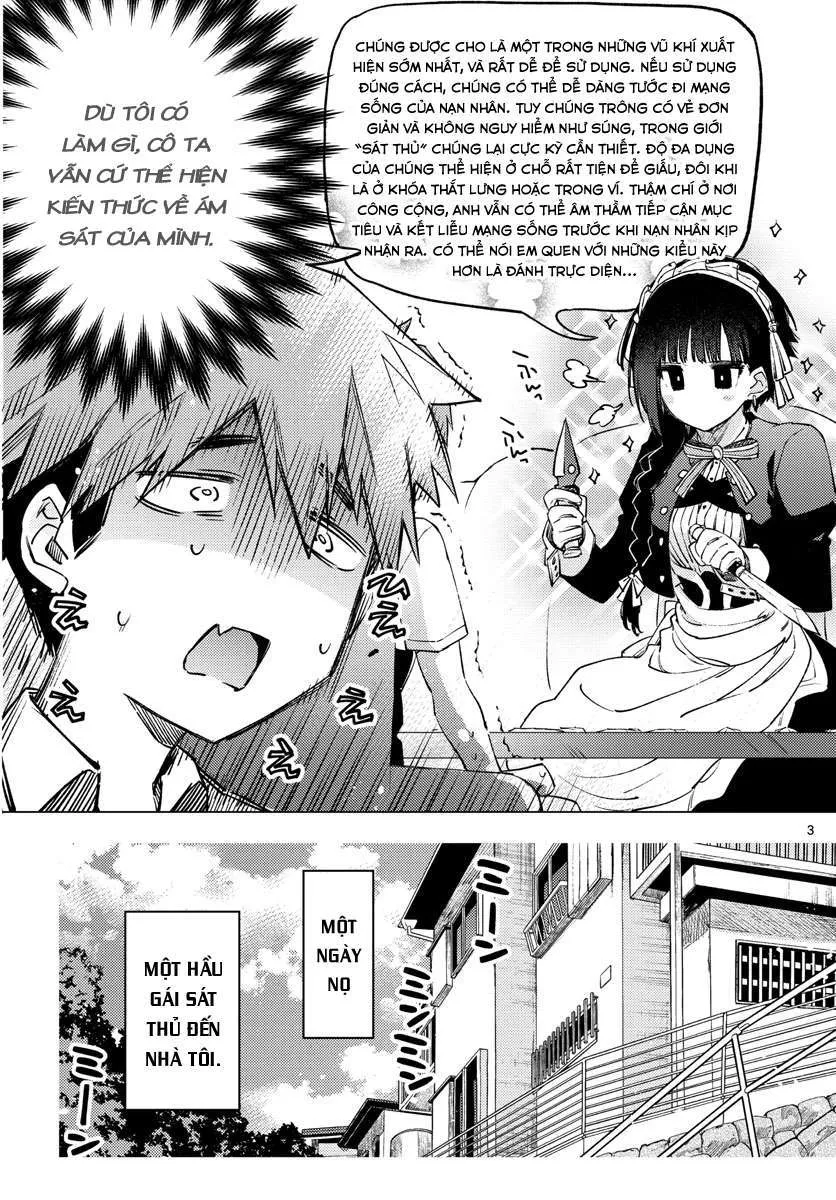 CHÚNG ĐƯỢC CHO LÀ MỘT TRONG NHỮNG VŨ KHÍ XUẤT
HIỆN SỚM NHẤT, VÀ RẤT DỄ ĐỂ SỬ DỤNG. NẾU SỬ DỤNG
ĐÚNG CÁCH, CHÚNG CÓ THỂ DỄ DÀNG TƯỚC ĐI MẠNG
SỐNG CỦA NẠN NHÂN. TUY CHÚNG TRÔNG CÓ VẺ ĐƠN
GIẢN VÀ KHÔNG NGUY HIỂM NHƯ SÚNG, TRONG GIỚI
"SÁT THỦ" CHÚNG LẠI CỰC KỲ CẦN THIẾT. ĐỘ ĐA DỤNG
CỦA CHÚNG THỂ HIỆN Ở CHỖ RẤT TIỆN ĐỂ GIẤU, ĐÔI KHI
LÀ Ở KHÓA THẮT LƯNG HOẶC TRONG VÍ. THẬM CHÍ Ở NƠI
CÔNG CỘNG, ANH VẪN CÓ THỂ ÂM THẦM TIẾP CẬN MỤC
TIÊU VÀ KẾT LIỄU MẠNG SỐNG TRƯỚC KHI NẠN NHÂN KỊP
NHẬN RA. CÓ THỂ NÓI EM QUEN VỚI NHỮNG KIỂU NÀY
HƠN LÀ ĐÁNH TRỰC DIỆN...
DÙ TÔI CÓ
LÀM GÌ, CÔ TA
VẪN CỨ THỂ HIỆN
KIẾN THỨC VỀ ÁM
SÁT CỦA MÌNH.
ええええ
3
MỘT
NGÀY
NỌ
MỘT HẦU
GÁI SÁT
THỦ ĐẾN
NHÀ TÔI.
ミーン
ミーン